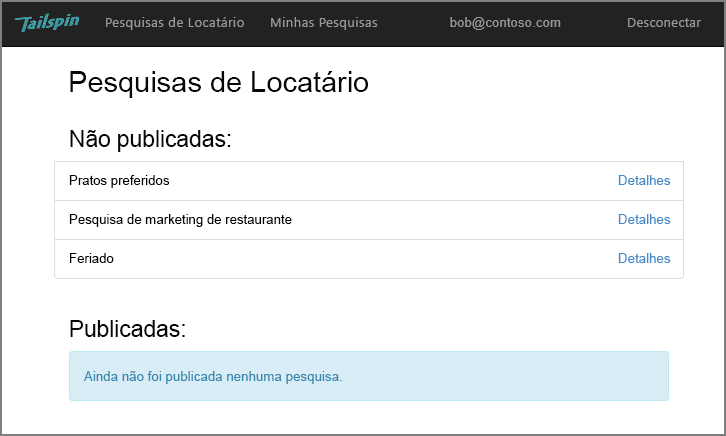 Tailspin Pesquisas de Locatário Minhas Pesquisas bob@contoso.com Desconectar
Pesquisas de Locatário
Não publicadas:
Pratos preferidos Detalhes
Pesquisa de marketing de restaurante Detalhes
Feriado Detalhes
Publicadas:
Ainda não foi publicada nenhuma pesquisa.